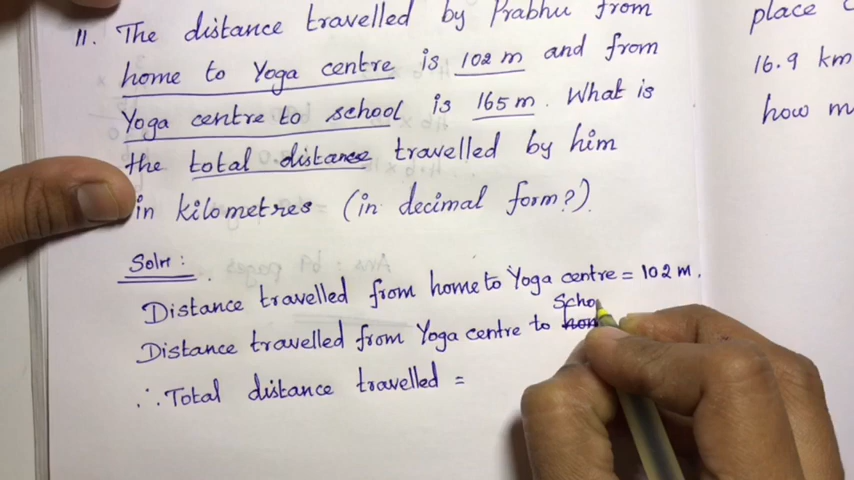 11. The distance travelled by Prabhu from
home to Yoga centre is 102 m and from
Yoga centre to school is 165 m. What is
the total distance travelled by him
in kilometres (in decimal form?).
Soln:
Distance travelled from home to Yoga centre = 102 m.
Scho
Distance travelled from Yoga centre to
∴ Total distance travelled =
place
16.9 km
how m